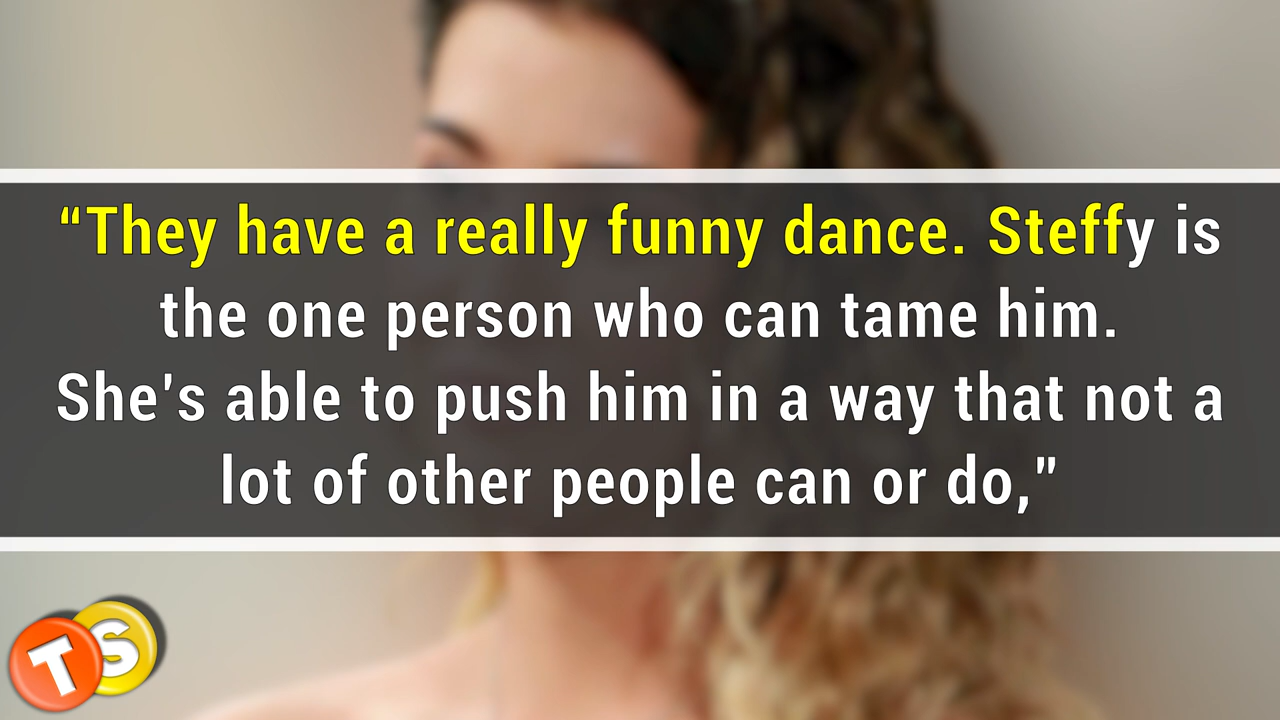 “They have a really funny dance. Steffy is
the one person who can tame him.
She's able to push him in a way that not a
lot of other people can or do,”
TS